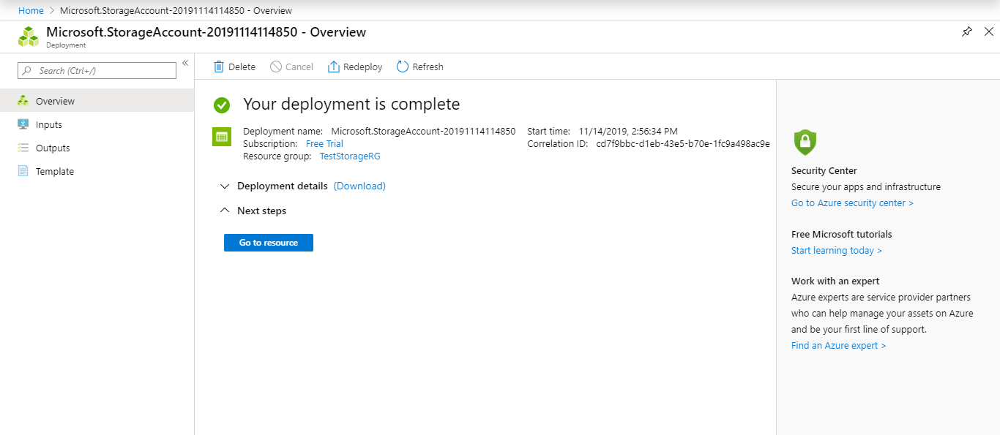 Home > Microsoft.StorageAccount-20191114114850 - Overview
Microsoft.StorageAccount-20191114114850 - Overview
Deployment
Search (Ctrl+/)
«
Overview
Inputs
Outputs
Template
Delete Cancel Redeploy Refresh
Your deployment is complete
Deployment name: Microsoft.StorageAccount-20191114114850 Start time: 11/14/2019, 2:56:34 PM
Subscription: Free Trial Correlation ID: cd7f9bbc-d1eb-43e5-b70e-1fc9a498ac9e
Resource group: TestStorageRG
Deployment details (Download)
Next steps
Go to resource
Security Center
Secure your apps and infrastructure
Go to Azure security center >
Free Microsoft tutorials
Start learning today >
Work with an expert
Azure experts are service provider partners
who can help manage your assets on Azure
and be your first line of support.
Find an Azure expert >